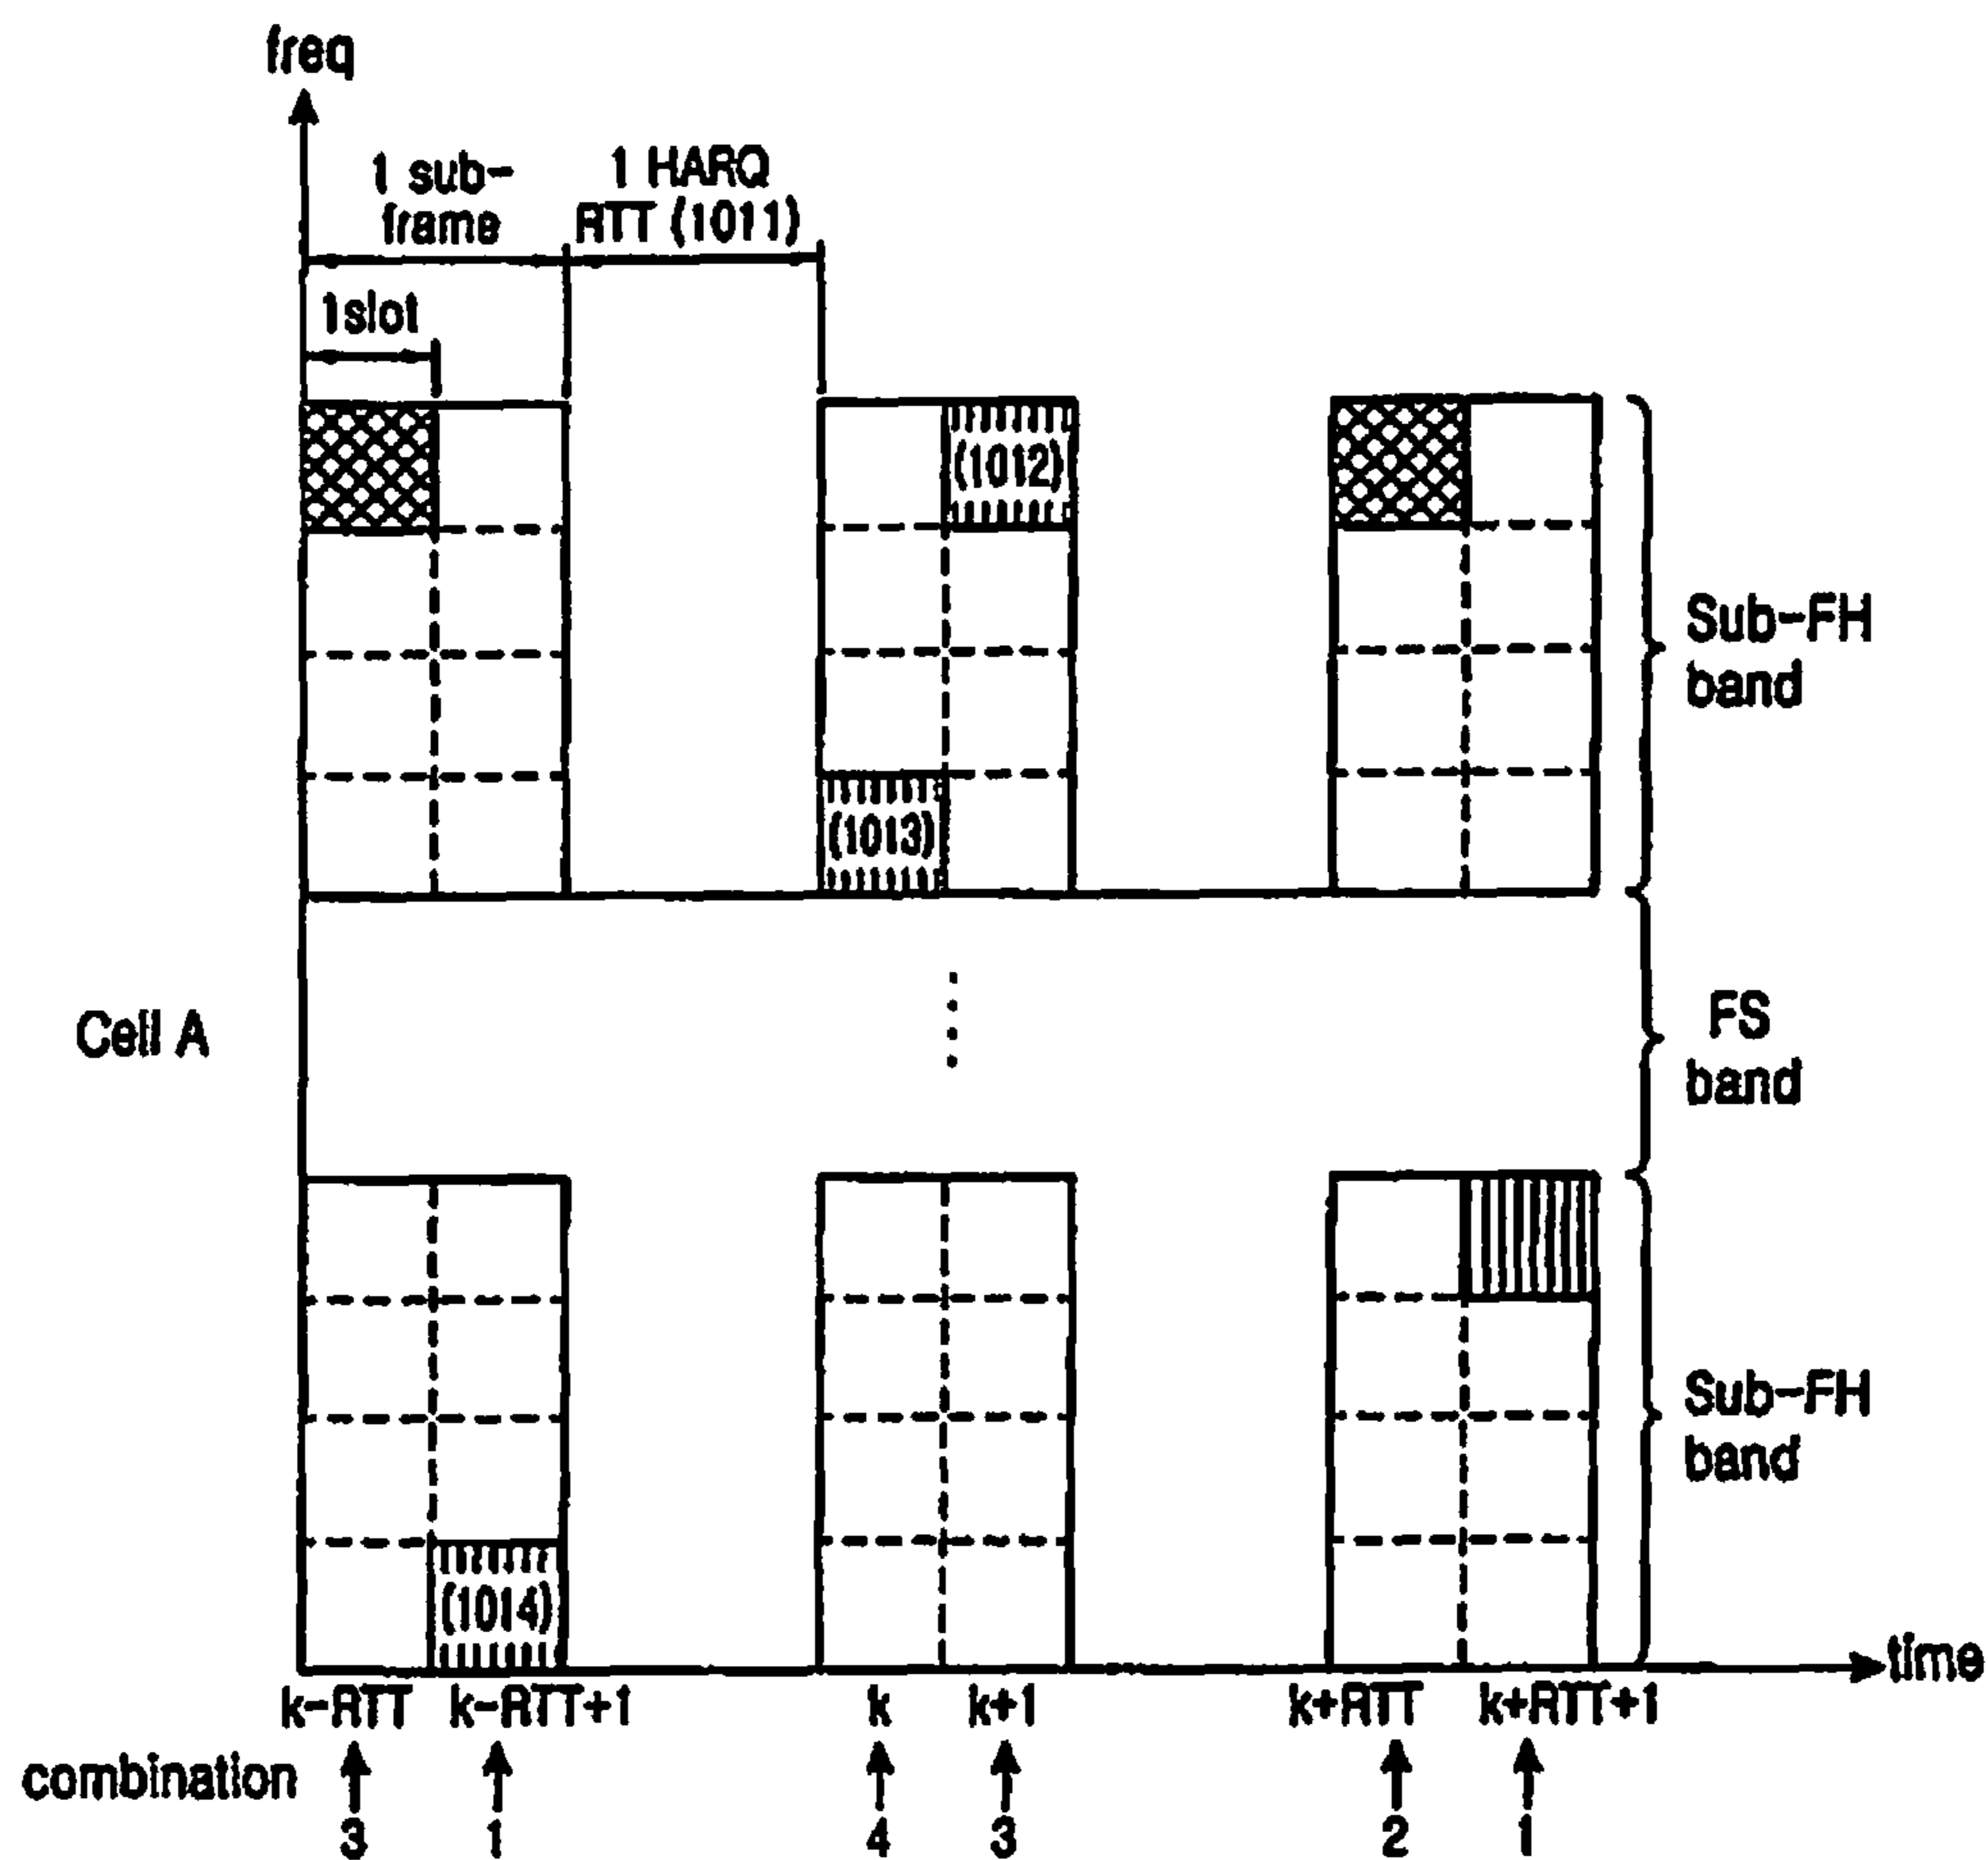 freq
1 sub-
frame
1 HARQ
RTT (1011)
1slot
(1012)
(1013)
Sub-FH
band
Cell A
FS
band
Sub-FH
band
(1014)
time
k-RTT
k-RTT+1
k
k+1
k+RTT
k+RTT+1
combination
3
1
4
3
2
1